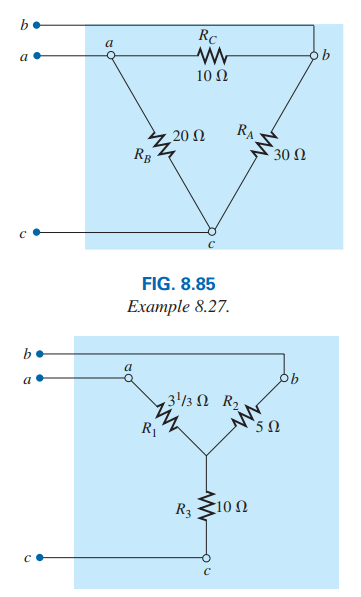 b
R_C
a
a
b
10 Ω
20 Ω
R_A
R_B
30 Ω
c
c
FIG. 8.85
Example 8.27.
b
a
a
b
3 1/3 Ω
R_2
R_1
5 Ω
R_3
10 Ω
c
c